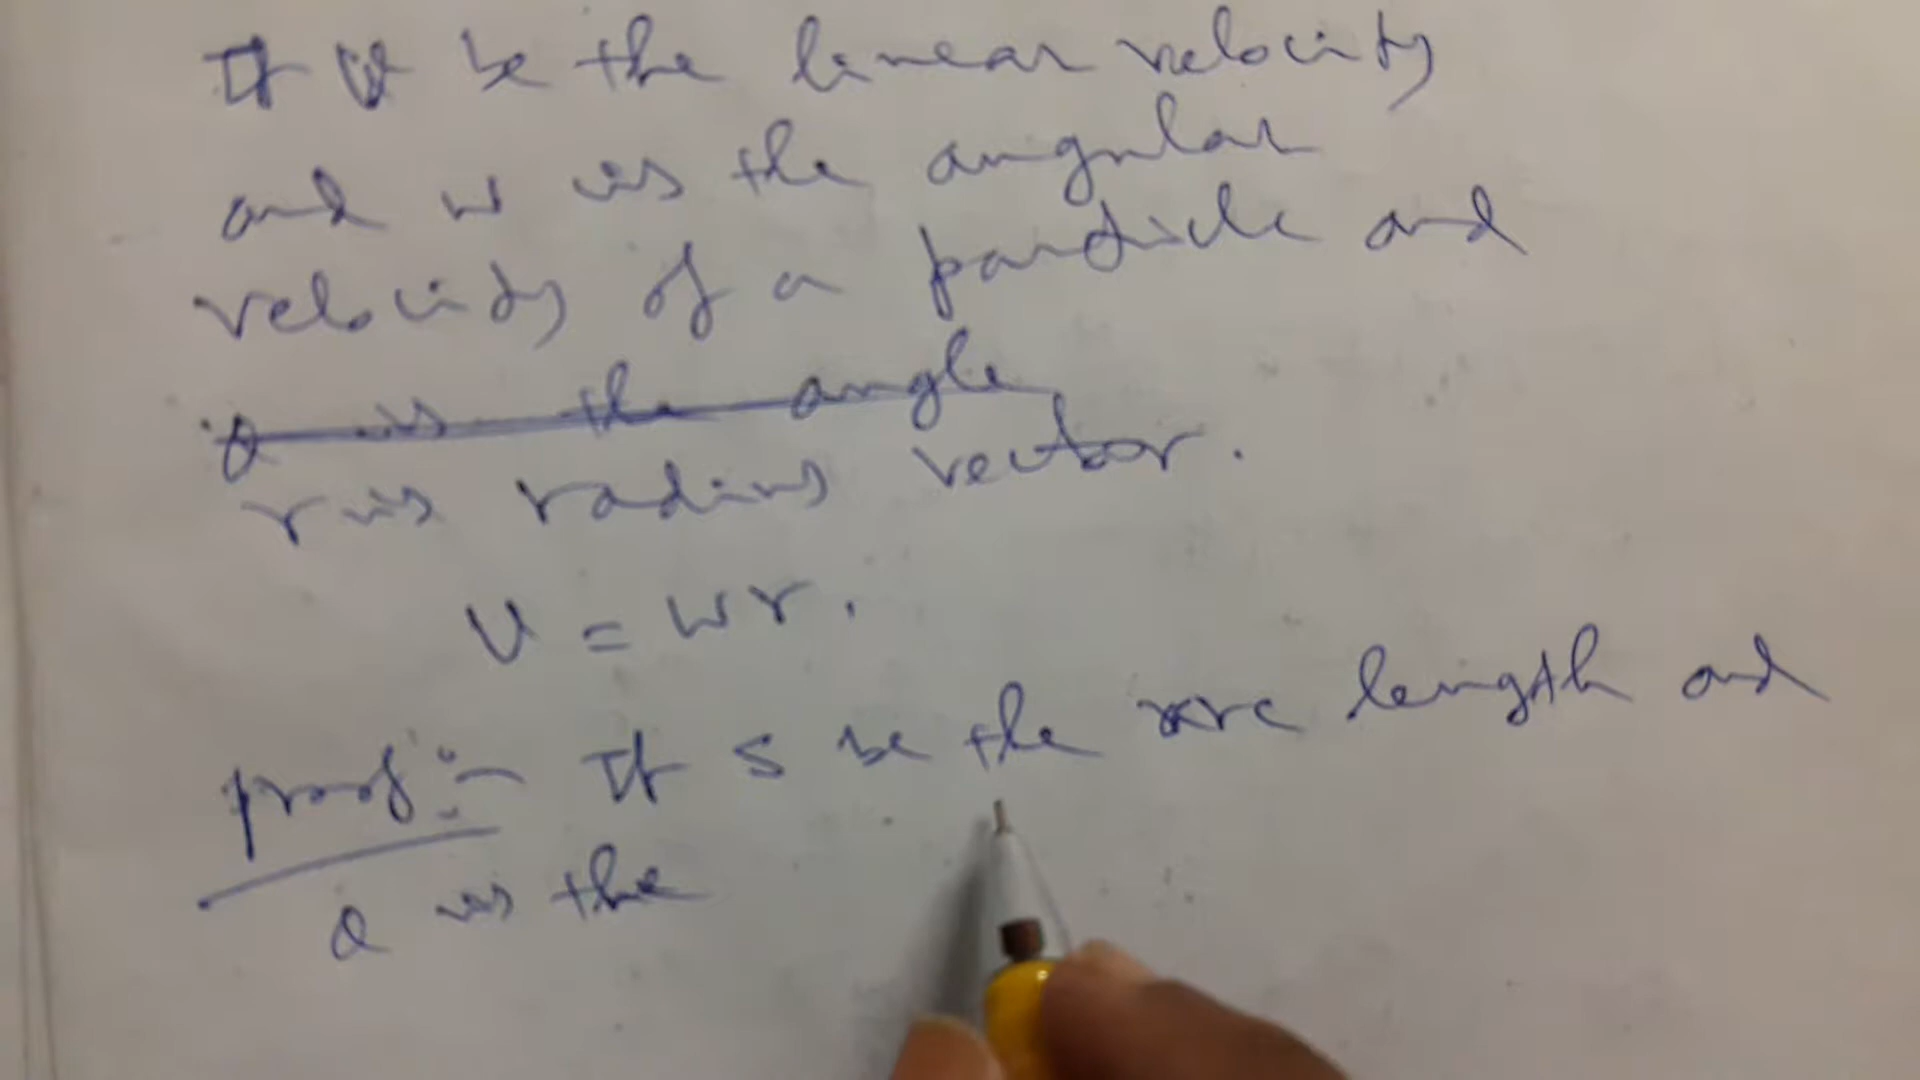 If v be the linear velocity
and w is the angular
velocity of a particle and
θ is the angle
r is radius vector.
V = wr.
proof :- If s be the arc length and
θ is the